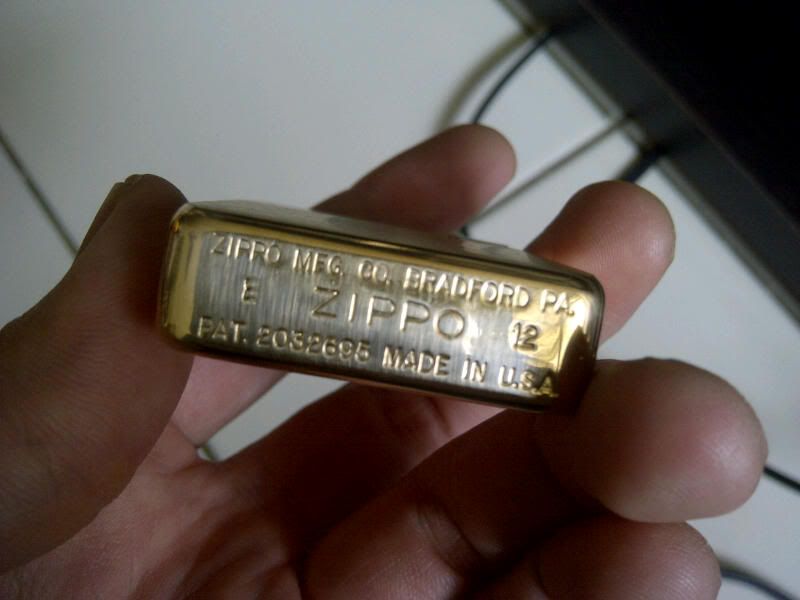 ZIPPO MFG. CO. BRADFORD PA.
E ZIPPO 12
PAT. 2032695 MADE IN U.S.A.